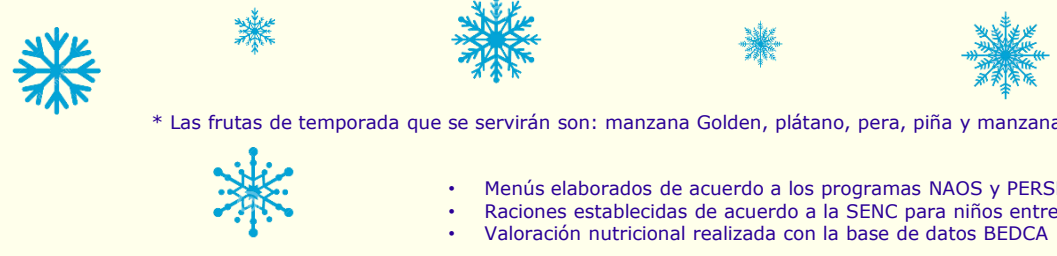 * Las frutas de temporada que se servirán son: manzana Golden, plátano, pera, piña y manzana
• Menús elaborados de acuerdo a los programas NAOS y
• Raciones establecidas de acuerdo a la SENC para niños entre
• Valoración nutricional realizada con la base de datos BEDCA